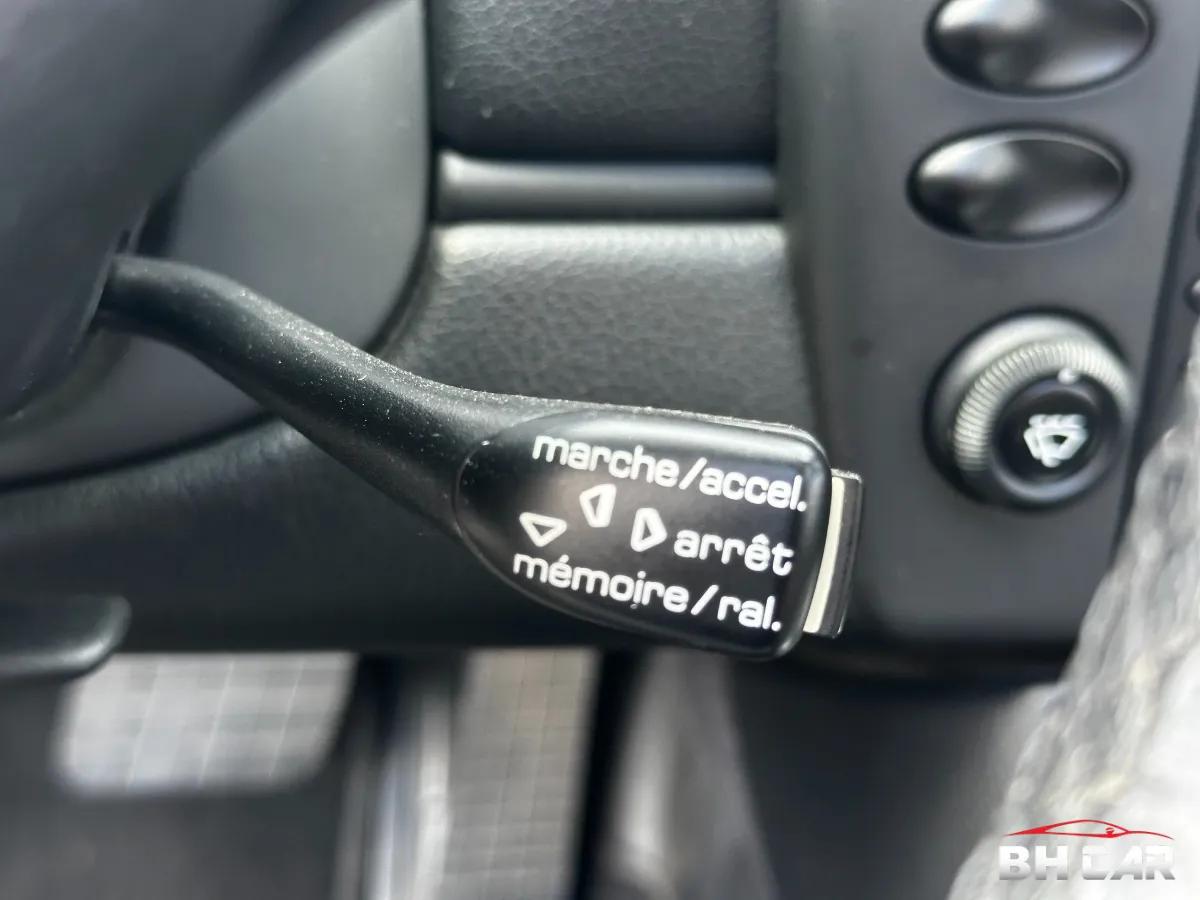 marche/accel.
arrêt
mémoire/ral.
BH CAR